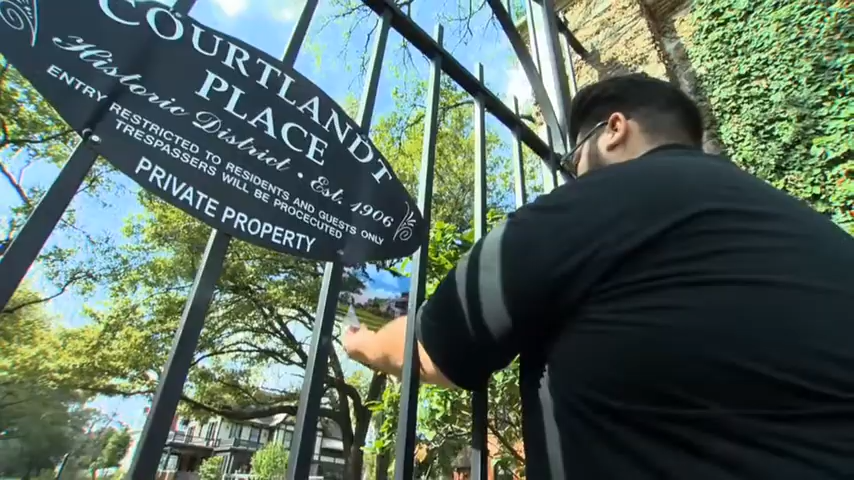 COURTLANDT
PLACE
Historic District • Est. 1906
ENTRY RESTRICTED TO RESIDENTS AND GUESTS ONLY
TRESPASSERS WILL BE PROSECUTED
PRIVATE PROPERTY